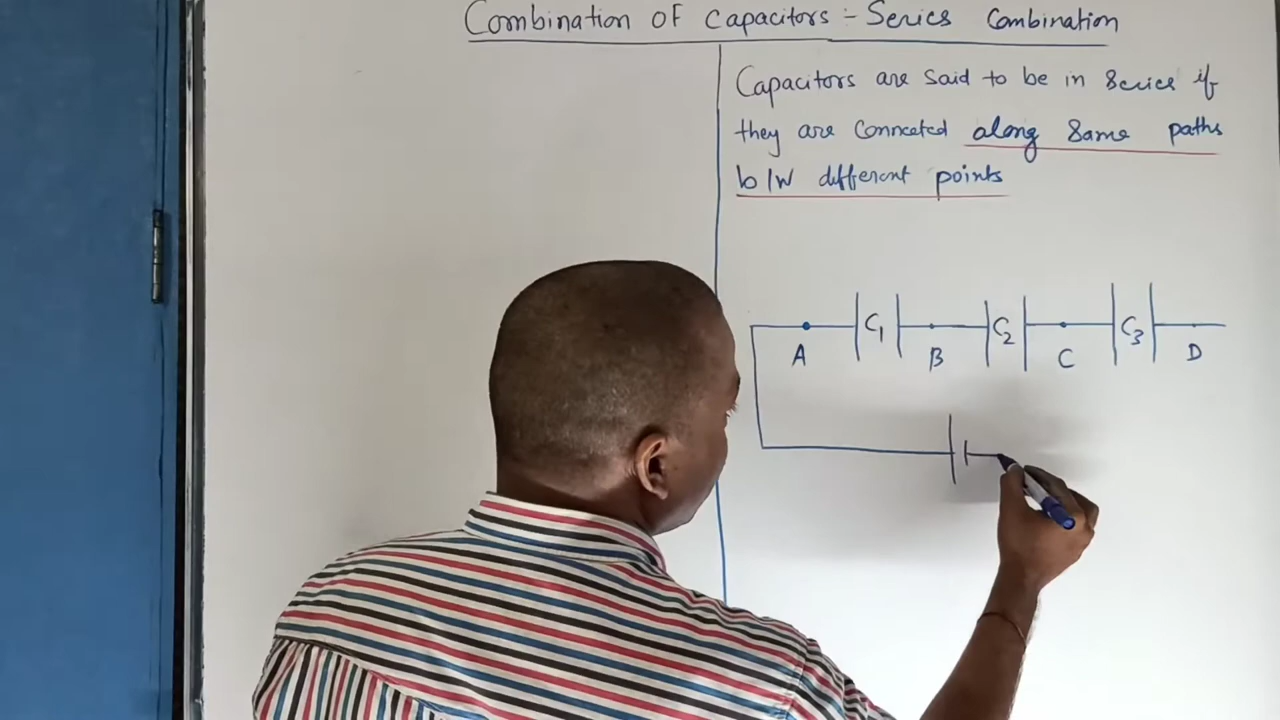 Combination of Capacitors :- Series Combination
Capacitors are said to be in series if
they are connected along same paths
b/w different points
C1 C2 C3
A B C D